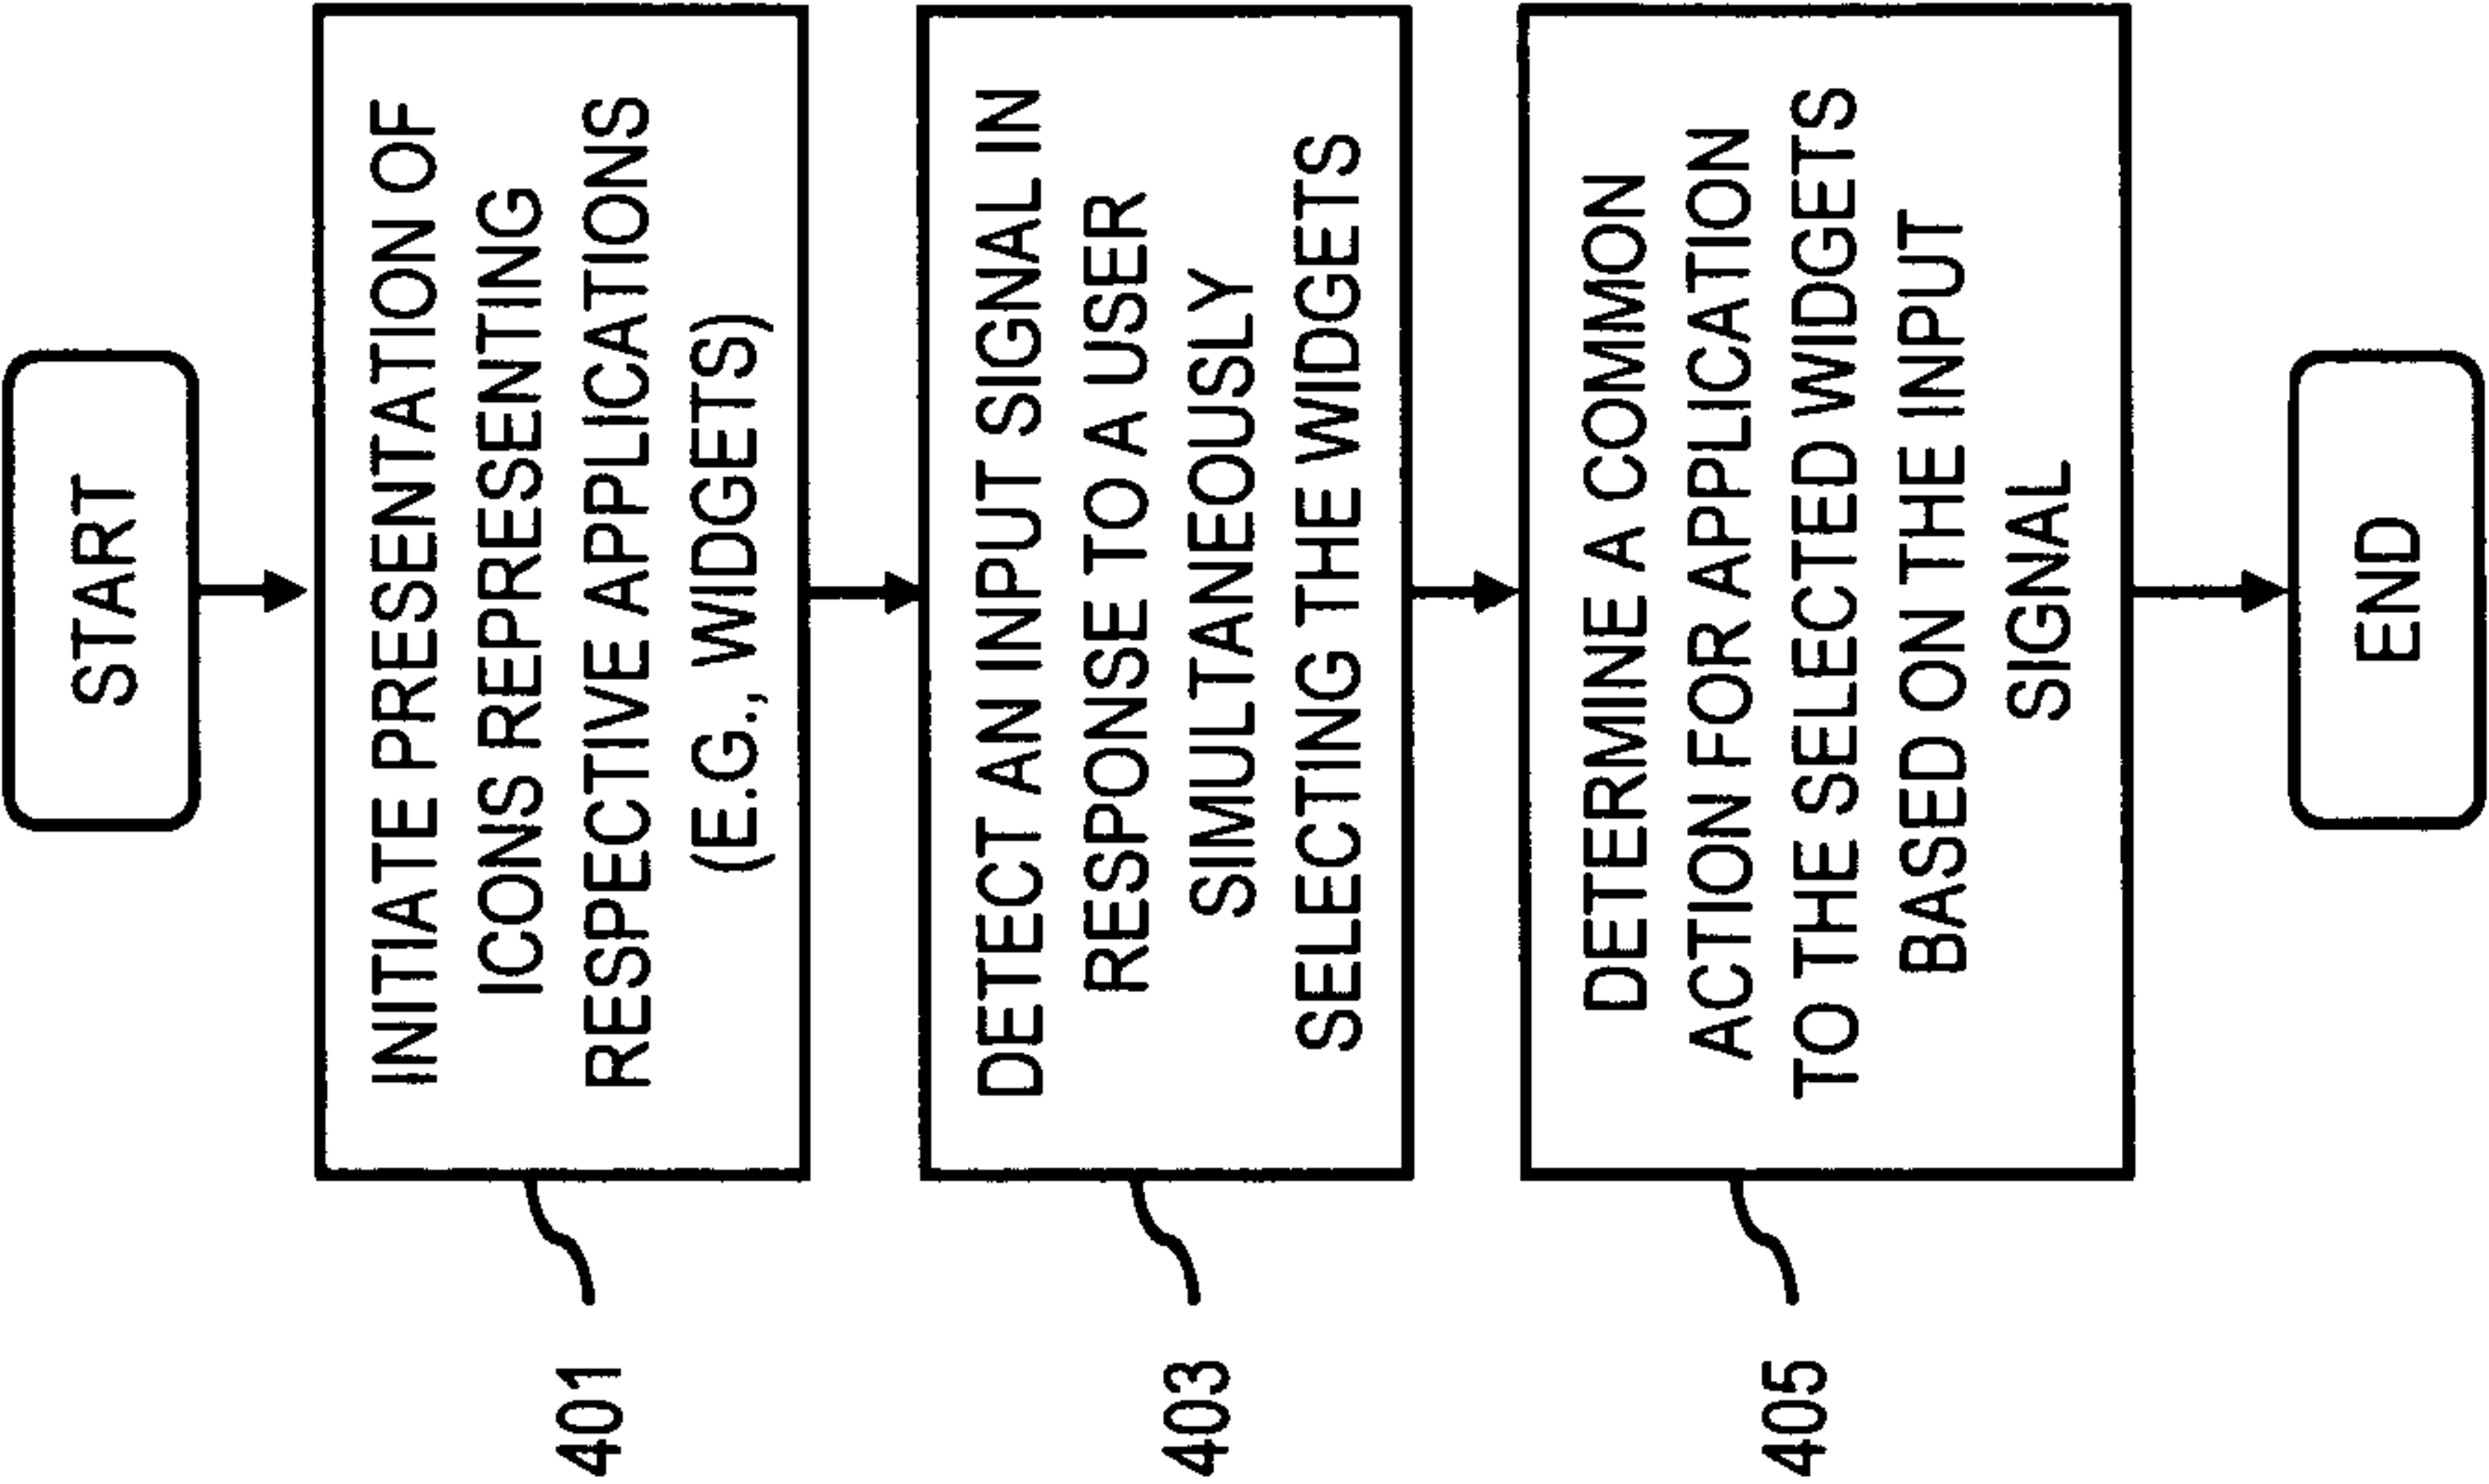 START
INITIATE PRESENTATION OF
ICONS REPRESENTING
RESPECTIVE APPLICATIONS
(E.G., WIDGETS)
401
DETECT AN INPUT SIGNAL IN
RESPONSE TO A USER
SIMULTANEOUSLY
SELECTING THE WIDGETS
403
DETERMINE A COMMON
ACTION FOR APPLICATION
TO THE SELECTED WIDGETS
BASED ON THE INPUT
SIGNAL
405
END